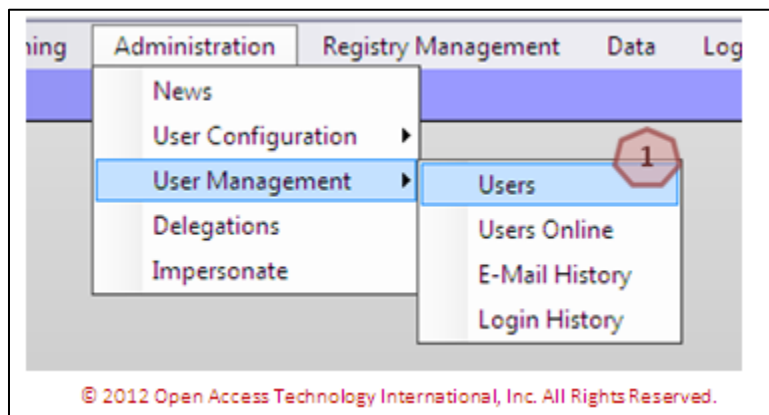 ning Administration Registry Management Data Log
News
User Configuration
1
User Management Users
Delegations Users Online
Impersonate E-Mail History
Login History
© 2012 Open Access Technology International, Inc. All Rights Reserved.